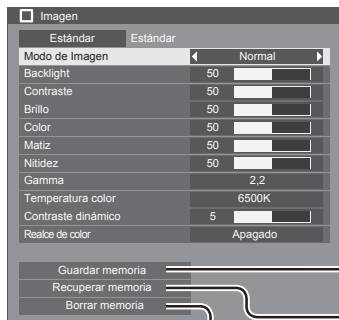 Imagen
Estándar Estándar
Modo de Imagen Normal
Backlight 50
Contraste 50
Brillo 50
Color 50
Matiz 50
Nitidez 50
Gamma 2,2
Temperatura color 6500K
Contraste dinámico 5
Realce de color Apagado
Guardar memoria
Recuperar memoria
Borrar memoria